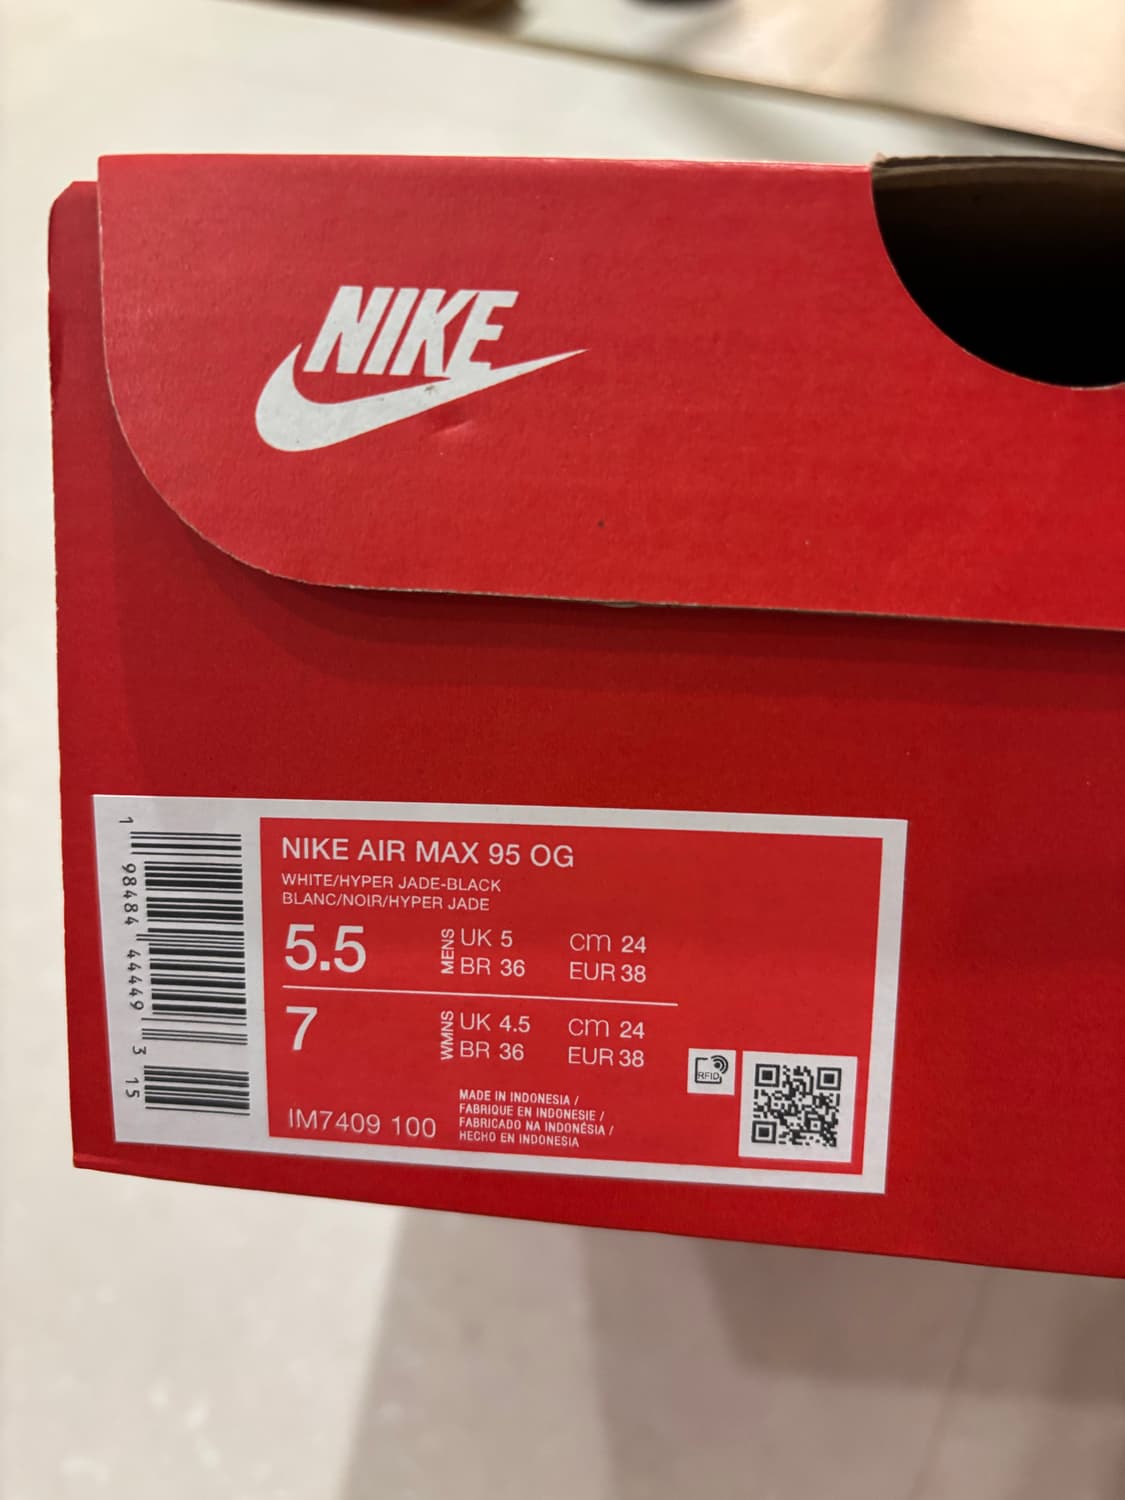 NIKE
NIKE AIR MAX 95 OG
WHITE/HYPER JADE-BLACK
BLANC/NOIR/HYPER JADE
5.5
MENS
UK 5
cm 24
BR 36
EUR 38
7
WMNS
UK 4.5
cm 24
BR 36
EUR 38
IM7409 100
MADE IN INDONESIA /
FABRIQUE EN INDONESIE /
FABRICADO NA INDONÉSIA /
HECHO EN INDONESIA
RFID
1 98484 44449 3 15